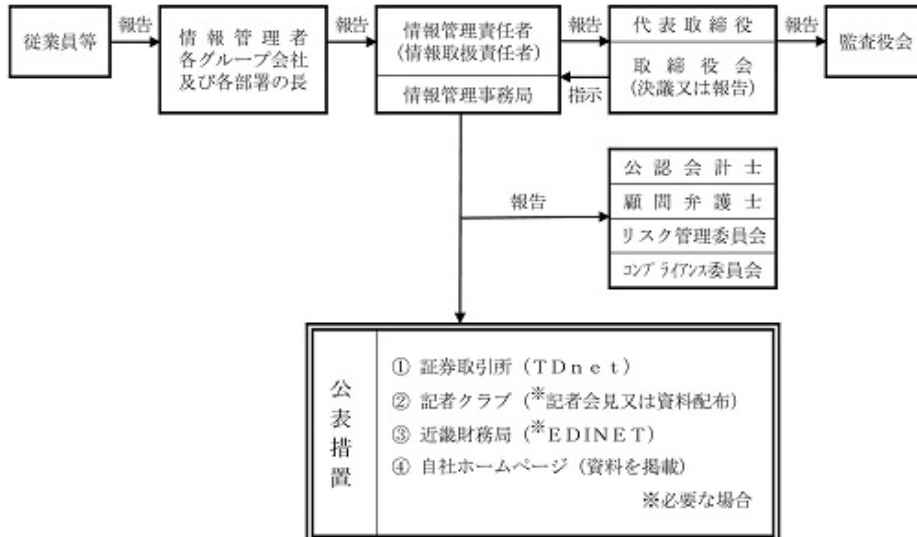 従業員等
報告
情報管理者
各グループ会社
及び各部署の長
報告
情報管理責任者
(情報取扱責任者)
情報管理事務局
報告
指示
代表取締役
取締役会
(決議又は報告)
報告
監査役会
報告
公認会計士
顧問弁護士
リスク管理委員会
コンプライアンス委員会
公表措置
① 証券取引所（ＴＤｎｅｔ）
② 記者クラブ（※記者会見又は資料配布）
③ 近畿財務局（※ＥＤＩＮＥＴ）
④ 自社ホームページ（資料を掲載）
※必要な場合